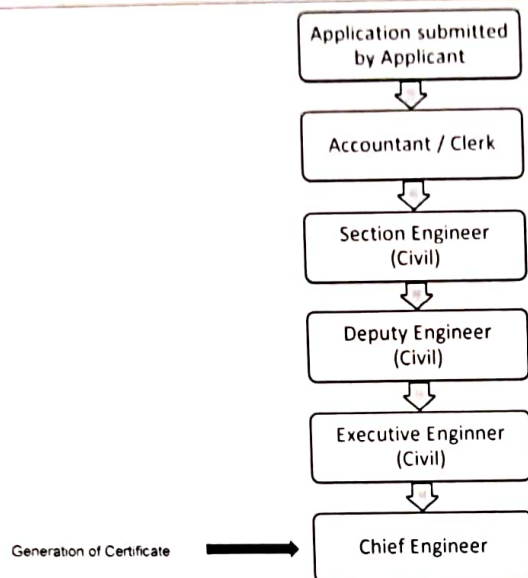 Application submitted
by Applicant
Accountant / Clerk
Section Engineer
(Civil)
Deputy Engineer
(Civil)
Executive Enginner
(Civil)
Generation of Certificate
Chief Engineer